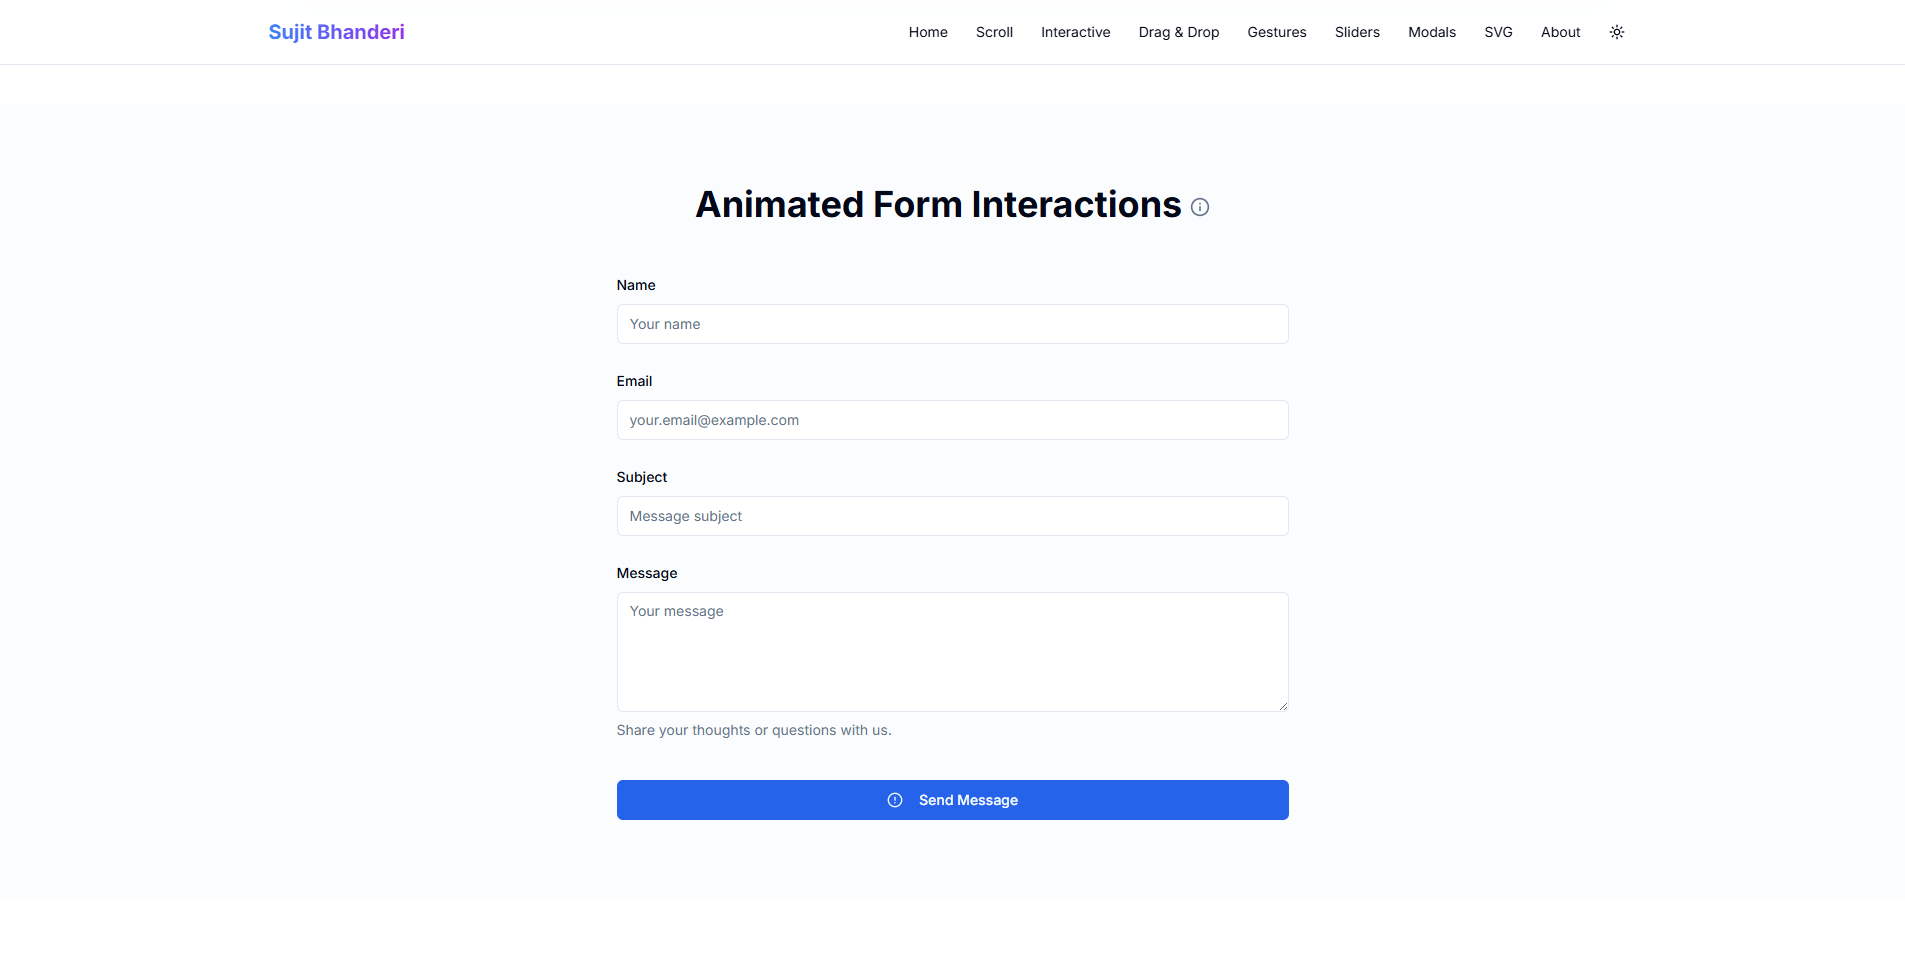 Sujit Bhanderi
Home Scroll Interactive Drag & Drop Gestures Sliders Modals SVG About
Animated Form Interactions
Name
Your name
Email
your.email@example.com
Subject
Message subject
Message
Your message
Share your thoughts or questions with us.
Send Message